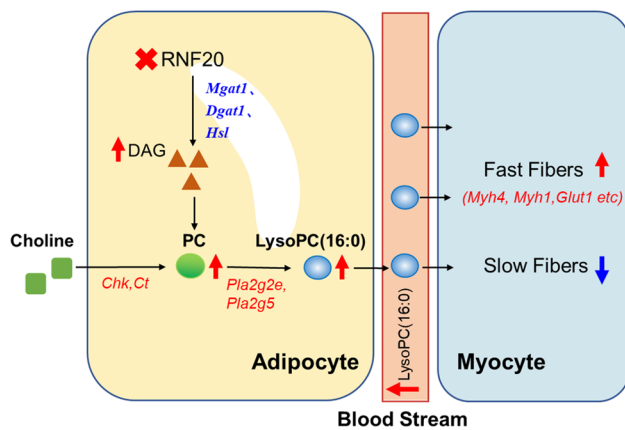 RNF20
Mgat1、
Dgat1、
Hsl
DAG
Choline
PC
LysoPC(16:0)
Chk,Ct
Pla2g2e,
Pla2g5
Adipocyte
LysoPC(16:0)
Blood Stream
Fast Fibers
(Myh4, Myh1,Glut1 etc)
Slow Fibers
Myocyte